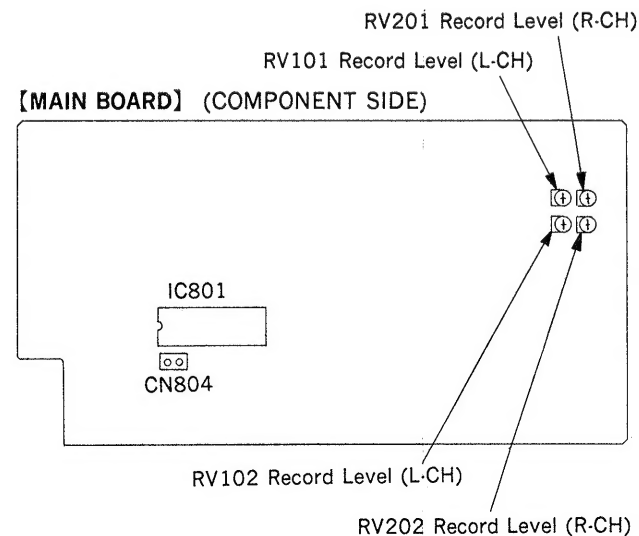 RV201 Record Level (R-CH)
RV101 Record Level (L-CH)
【MAIN BOARD】 (COMPONENT SIDE)
IC801
CN804
RV102 Record Level (L-CH)
RV202 Record Level (R-CH)